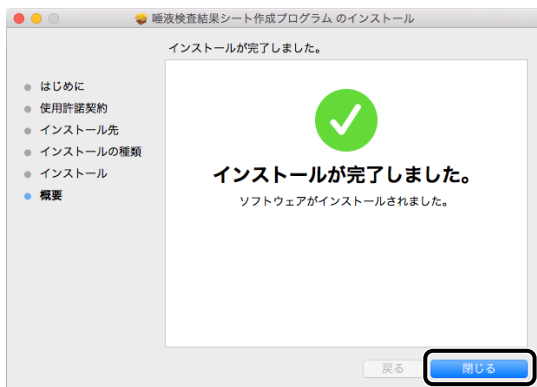 唾液検査結果シート作成プログラム のインストール
インストールが完了しました。
はじめに
使用許諾契約
インストール先
インストールの種類
インストール
概要
インストールが完了しました。
ソフトウェアがインストールされました。
戻る
閉じる